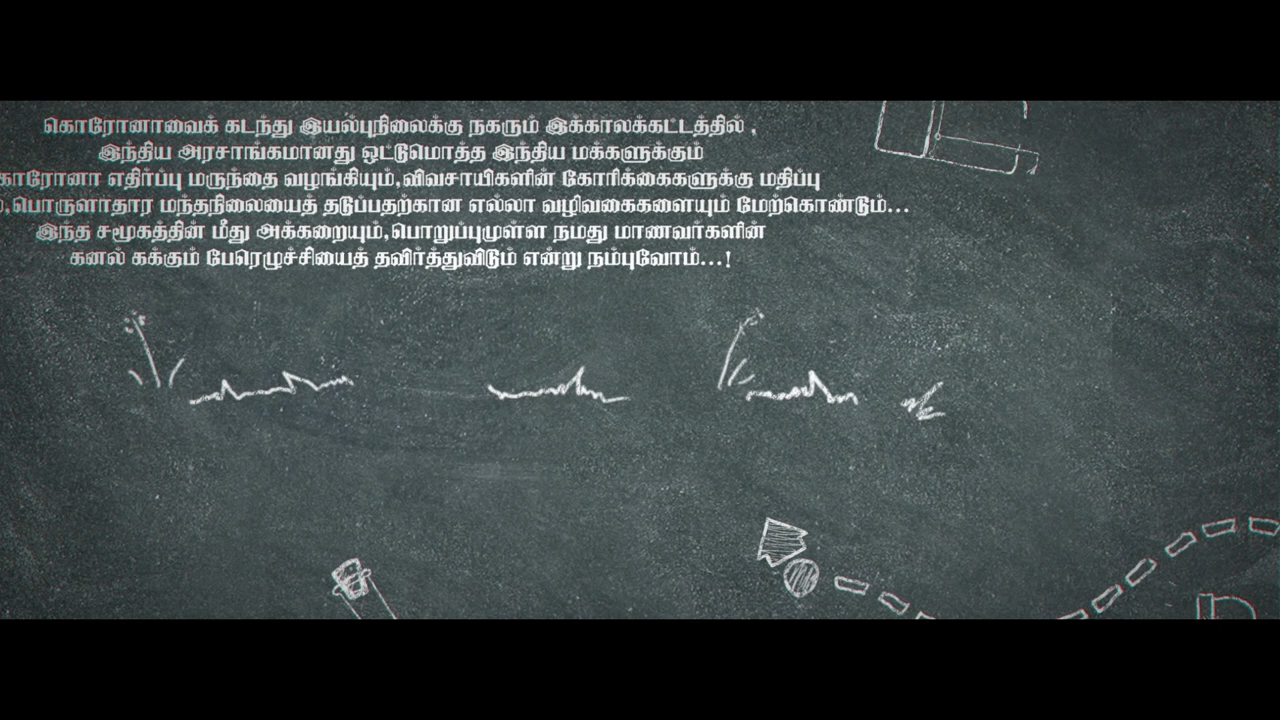 கொரோனாவைக் கடந்து இயல்புநிலைக்கு நகரும் இக்காலக்கட்டத்தில் ,
இந்திய அரசாங்கமானது ஒட்டுமொத்த இந்திய மக்களுக்கும்
எதிர்ப்பு மருந்தை வழங்கியும்,விவசாயிகளின் கோரிக்கைகளுக்கு மதிப்பு
,பொருளாதார மந்தநிலையைத் தடுப்பதற்கான எல்லா வழிவகைகளையும் மேற்கொண்டும்...
இந்த சமூகத்தின் மீது அக்கறையும்,பொறுப்புமுள்ள நமது மாணவர்களின்
கனல் கக்கும் பேரெழுச்சியைத் தவிர்த்துவிடும் என்று நம்புவோம்...!